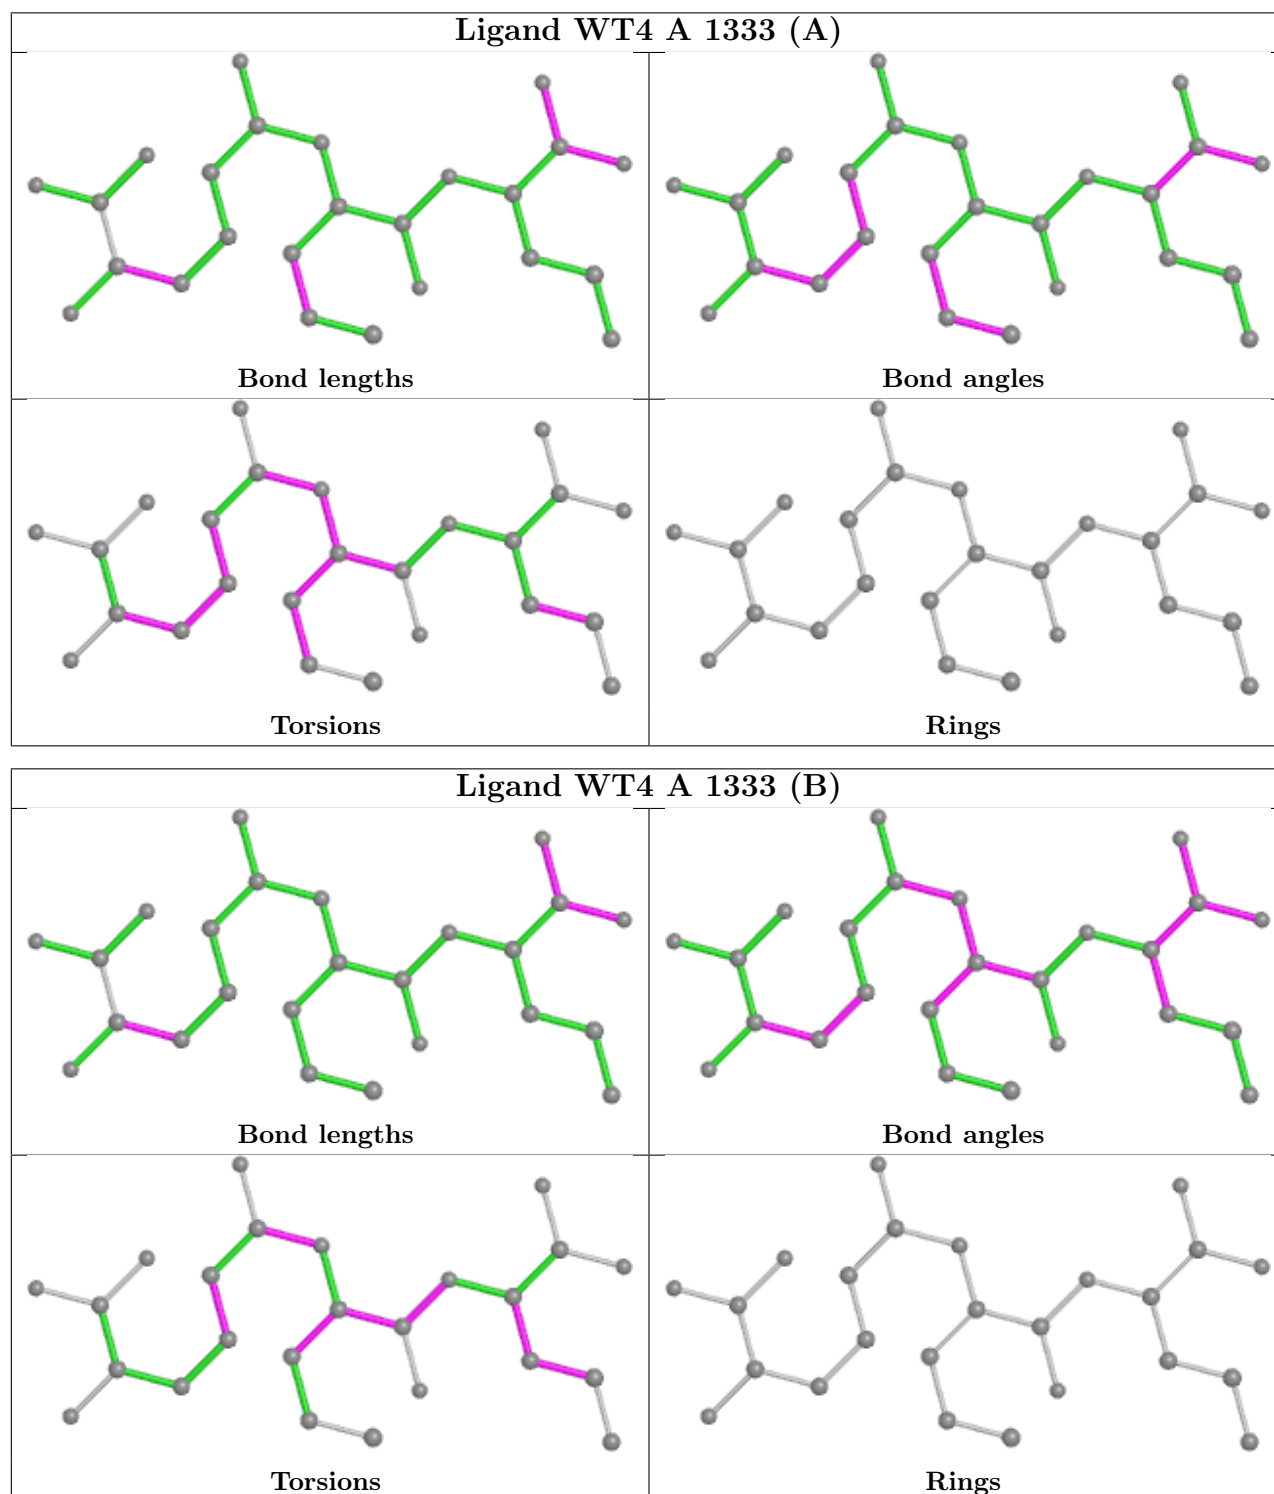 Ligand WT4 A 1333 (A)
Bond lengths
Bond angles
Torsions
Rings
Ligand WT4 A 1333 (B)
Bond lengths
Bond angles
Torsions
Rings